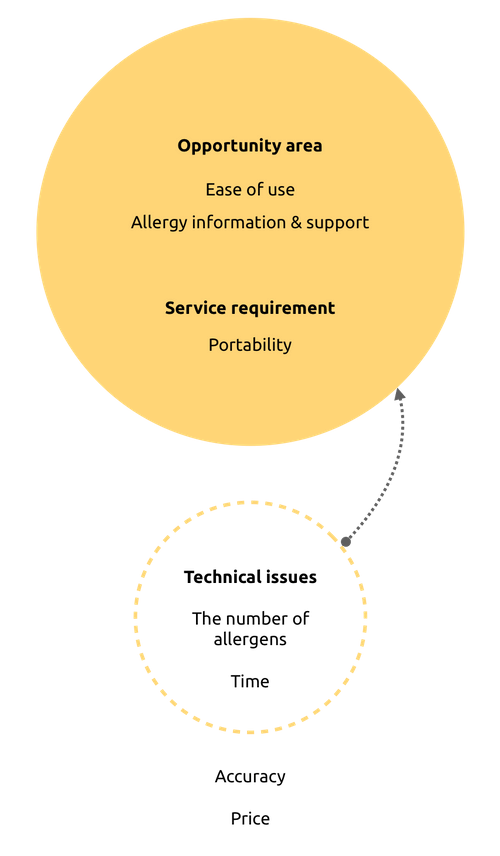 Opportunity area
Ease of use
Allergy information & support
Service requirement
Portability
Technical issues
The number of
allergens
Time
Accuracy
Price